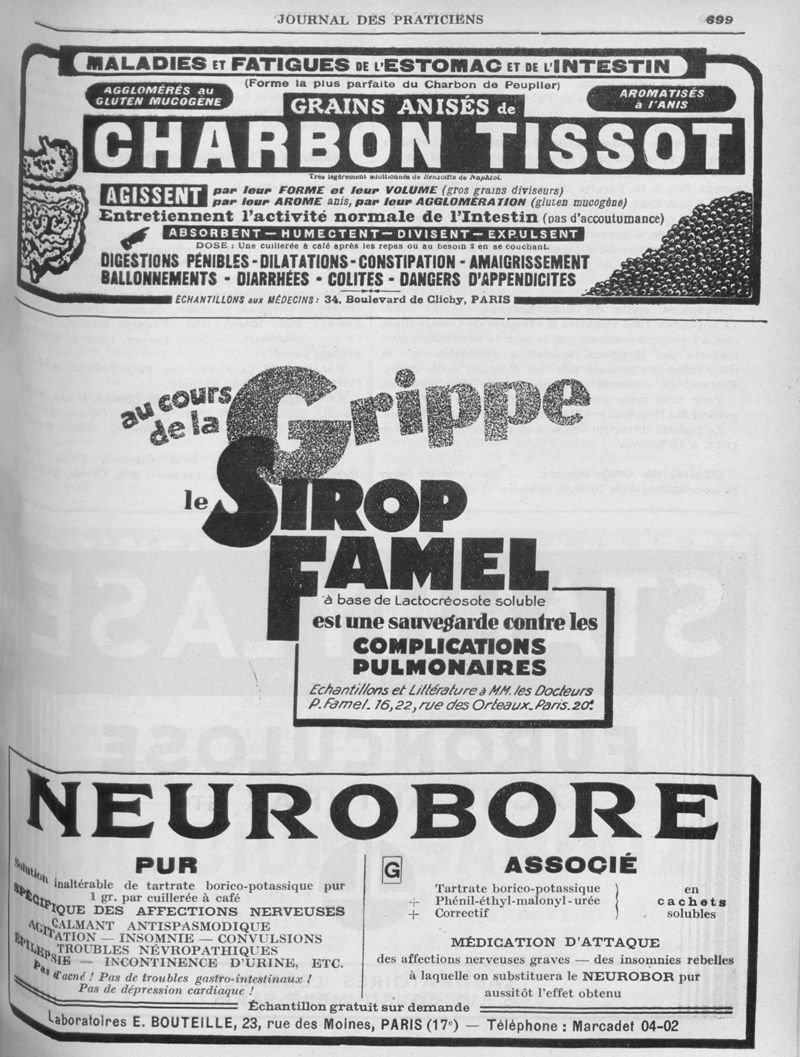 JOURNAL DES PRATICIENS 699
MALADIES ET FATIGUES DE L'ESTOMAC ET DE L'INTESTIN
(Forme la plus parfaite du Charbon de Peuplier)
AGGLOMÉRÉS au
GLUTEN MUCOGÈNE
AROMATISÉS
à l'ANIS
GRAINS ANISÉS de
CHARBON TISSOT
Très légèrement additionnés de Benzoate de Naphtol.
AGISSENT
par leur FORME et leur VOLUME (gros grains diviseurs)
par leur AROME anis, par leur AGGLOMÉRATION (gluten mucogène)
Entretiennent l'activité normale de l'Intestin (pas d'accoutumance)
ABSORBENT — HUMECTENT — DIVISENT — EXPULSENT
DOSE : Une cuillerée à café après les repas ou au besoin 2 en se couchant.
DIGESTIONS PÉNIBLES - DILATATIONS - CONSTIPATION - AMAIGRISSEMENT
BALLONNEMENTS - DIARRHÉES - COLITES - DANGERS D'APPENDICITES
ÉCHANTILLONS aux MÉDECINS : 34, Boulevard de Clichy, PARIS
au cours
de la
Grippe
le SIROP
FAMEL
à base de Lactocréosote soluble
est une sauvegarde contre les
COMPLICATIONS
PULMONAIRES
Echantillons et Littérature à MM. les Docteurs
P. Famel. 16,22, rue des Orteaux. Paris. 20e
NEUROBORE
PUR
Solution inaltérable de tartrate borico-potassique pur
1 gr. par cuillerée à café
SPÉCIFIQUE DES AFFECTIONS NERVEUSES
CALMANT ANTISPASMODIQUE
AGITATION — INSOMNIE — CONVULSIONS
TROUBLES NÉVROPATHIQUES
ÉPILEPSIE — INCONTINENCE D'URINE, ETC.
Pas d'acné ! Pas de troubles gastro-intestinaux !
Pas de dépression cardiaque !
G
ASSOCIÉ
Tartrate borico-potassique
+ Phénil-éthyl-malonyl-urée
+ Correctif
en
cachets
solubles
MÉDICATION D'ATTAQUE
des affections nerveuses graves — des insomnies rebelles
à laquelle on substituera le NEUROBOR pur
aussitôt l'effet obtenu
Échantillon gratuit sur demande
Laboratoires E. BOUTEILLE, 23, rue des Moines, PARIS (17e) — Téléphone : Marcadet 04-02